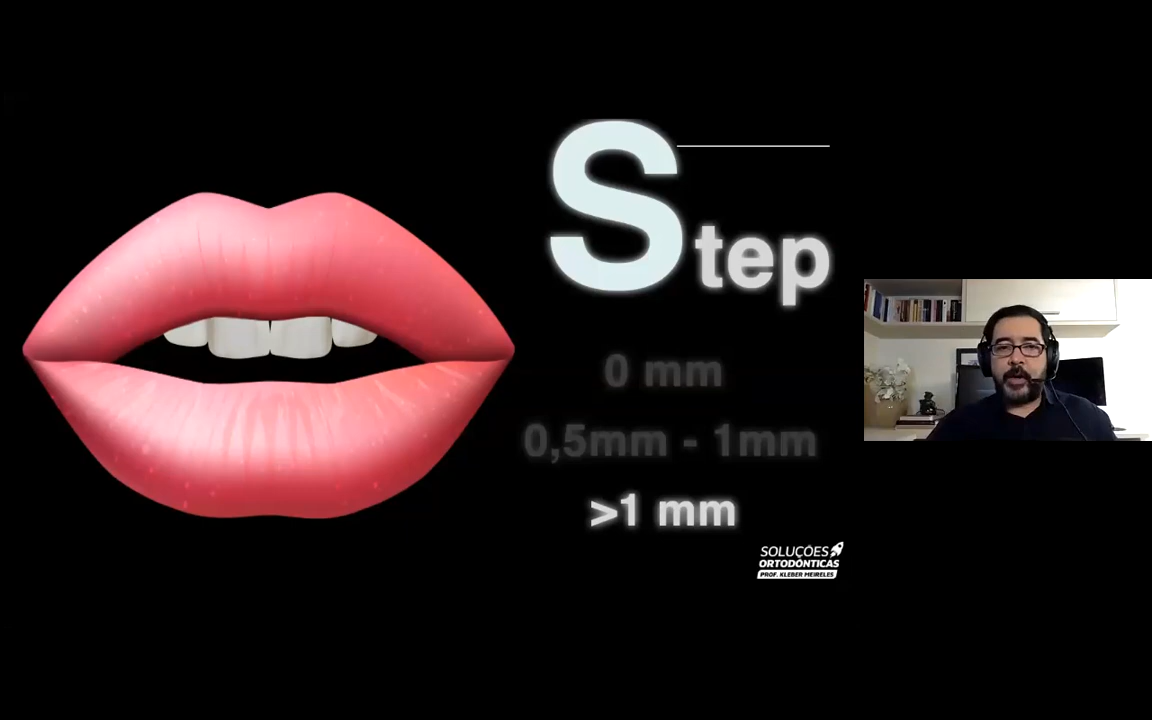 Step
0 mm
0,5mm - 1mm
>1 mm
SOLUÇÕES
ORTODÔNTICAS
PROF. KLEBER MEIRELES